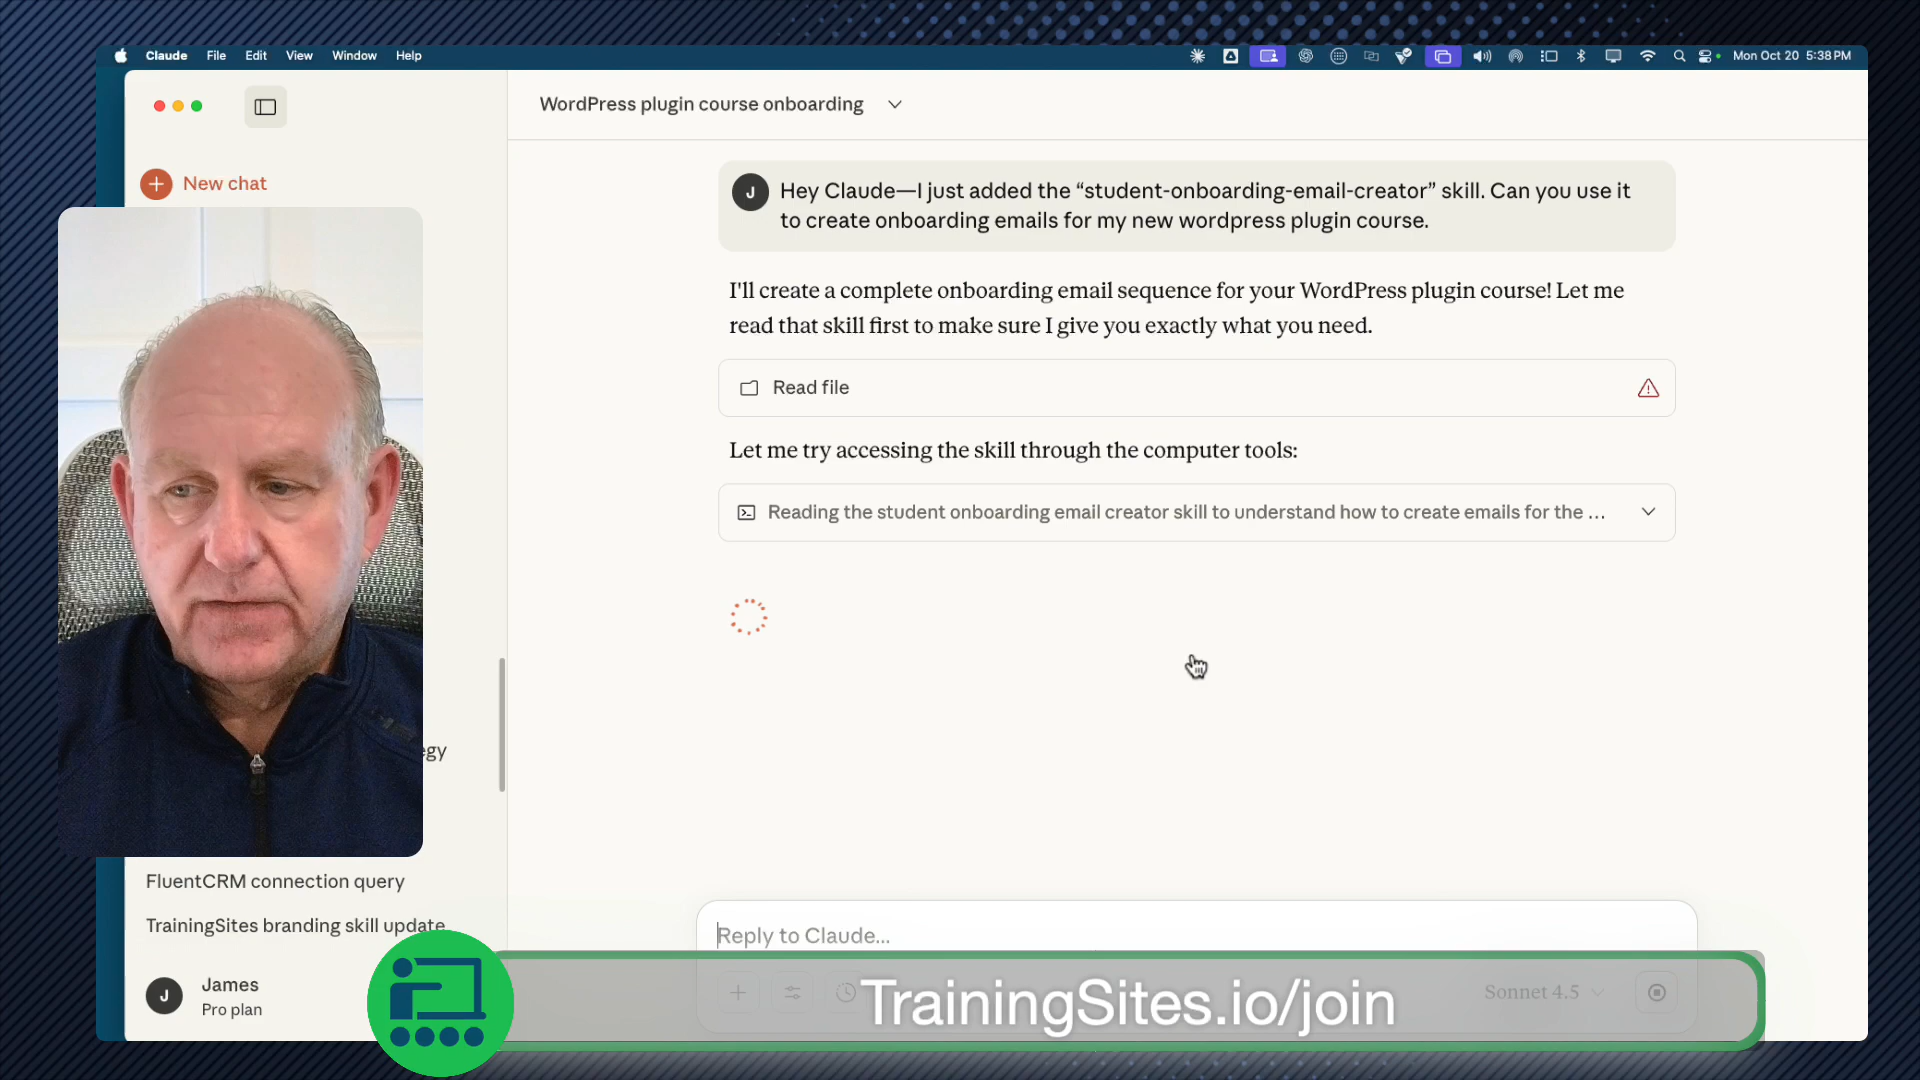 Claude File Edit View Window Help
Mon Oct 20 5:38 PM
WordPress plugin course onboarding
New chat
J
Hey Claude—I just added the “student-onboarding-email-creator” skill. Can you use it
to create onboarding emails for my new wordpress plugin course.
I'll create a complete onboarding email sequence for your WordPress plugin course! Let me
read that skill first to make sure I give you exactly what you need.
Read file
Let me try accessing the skill through the computer tools:
Reading the student onboarding email creator skill to understand how to create emails for the ...
egy
FluentCRM connection query
TrainingSites branding skill update
J
James
Pro plan
Reply to Claude...
Sonnet 4.5
TrainingSites.io/join